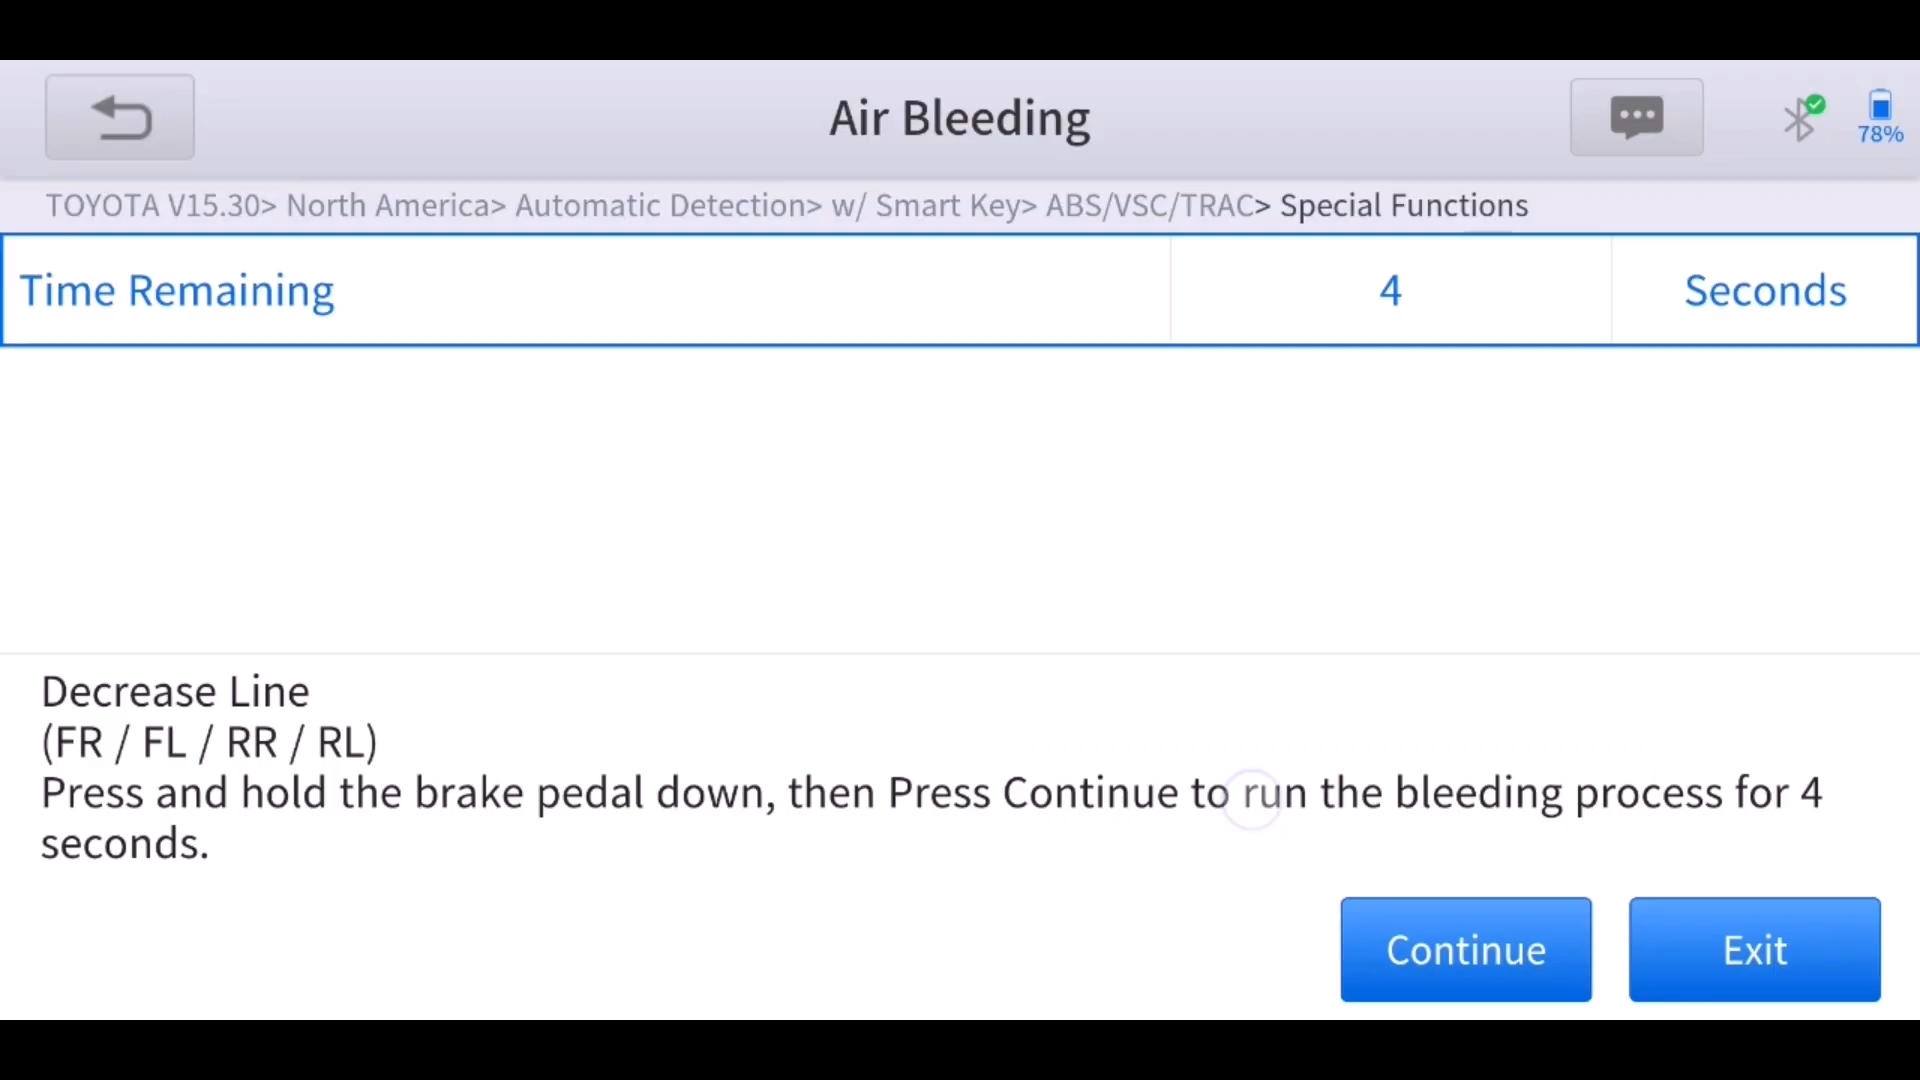 Air Bleeding
78%
TOYOTA V15.30> North America> Automatic Detection> w/ Smart Key> ABS/VSC/TRAC> Special Functions
Time Remaining 4 Seconds
Decrease Line
(FR / FL / RR / RL)
Press and hold the brake pedal down, then Press Continue to run the bleeding process for 4
seconds.
Continue Exit